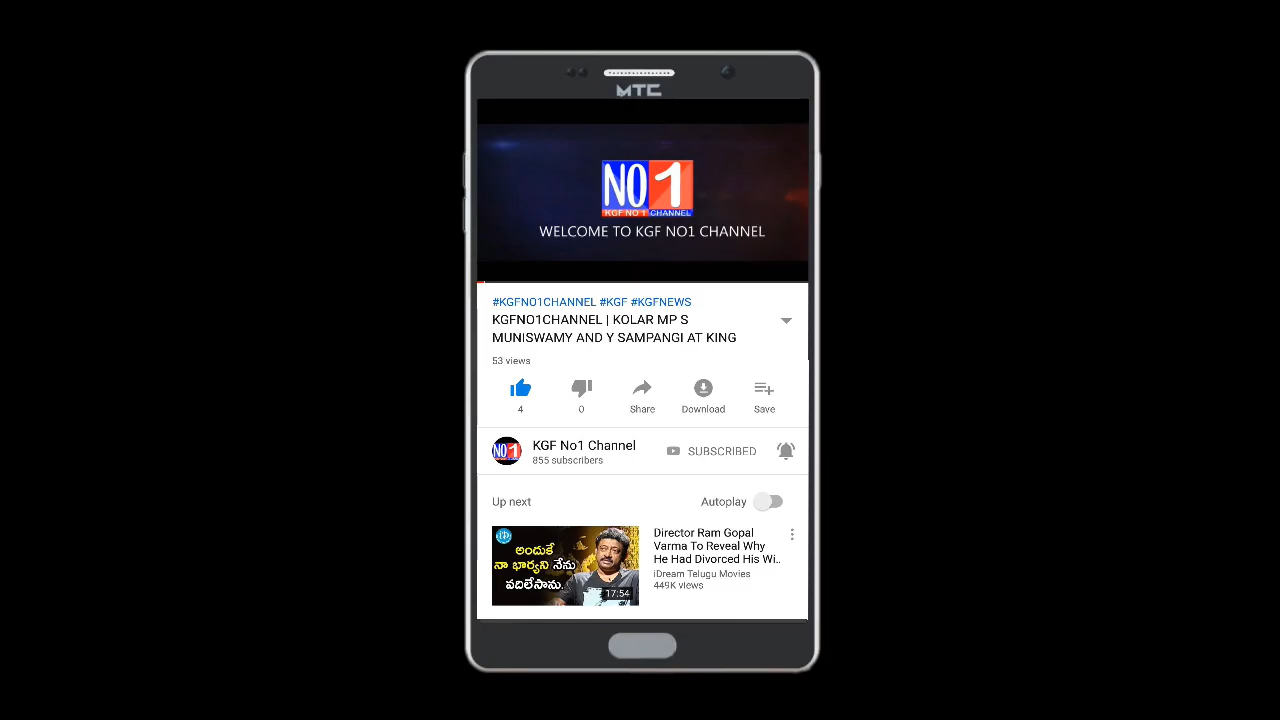 MTC
NO1
KGF NO 1 CHANNEL
WELCOME TO KGF NO1 CHANNEL
#KGFNO1CHANNEL #KGF #KGFNEWS
KGFNO1CHANNEL | KOLAR MP S
MUNISWAMY AND Y SAMPANGI AT KING
53 views
4
0
Share
Download
Save
NO1
KGF No1 Channel
855 subscribers
SUBSCRIBED
Up next
Autoplay
అందుకే
నా భార్యని నేను
వదిలేసాను..
17:54
Director Ram Gopal
Varma To Reveal Why
He Had Divorced His Wi..
iDream Telugu Movies
449K views